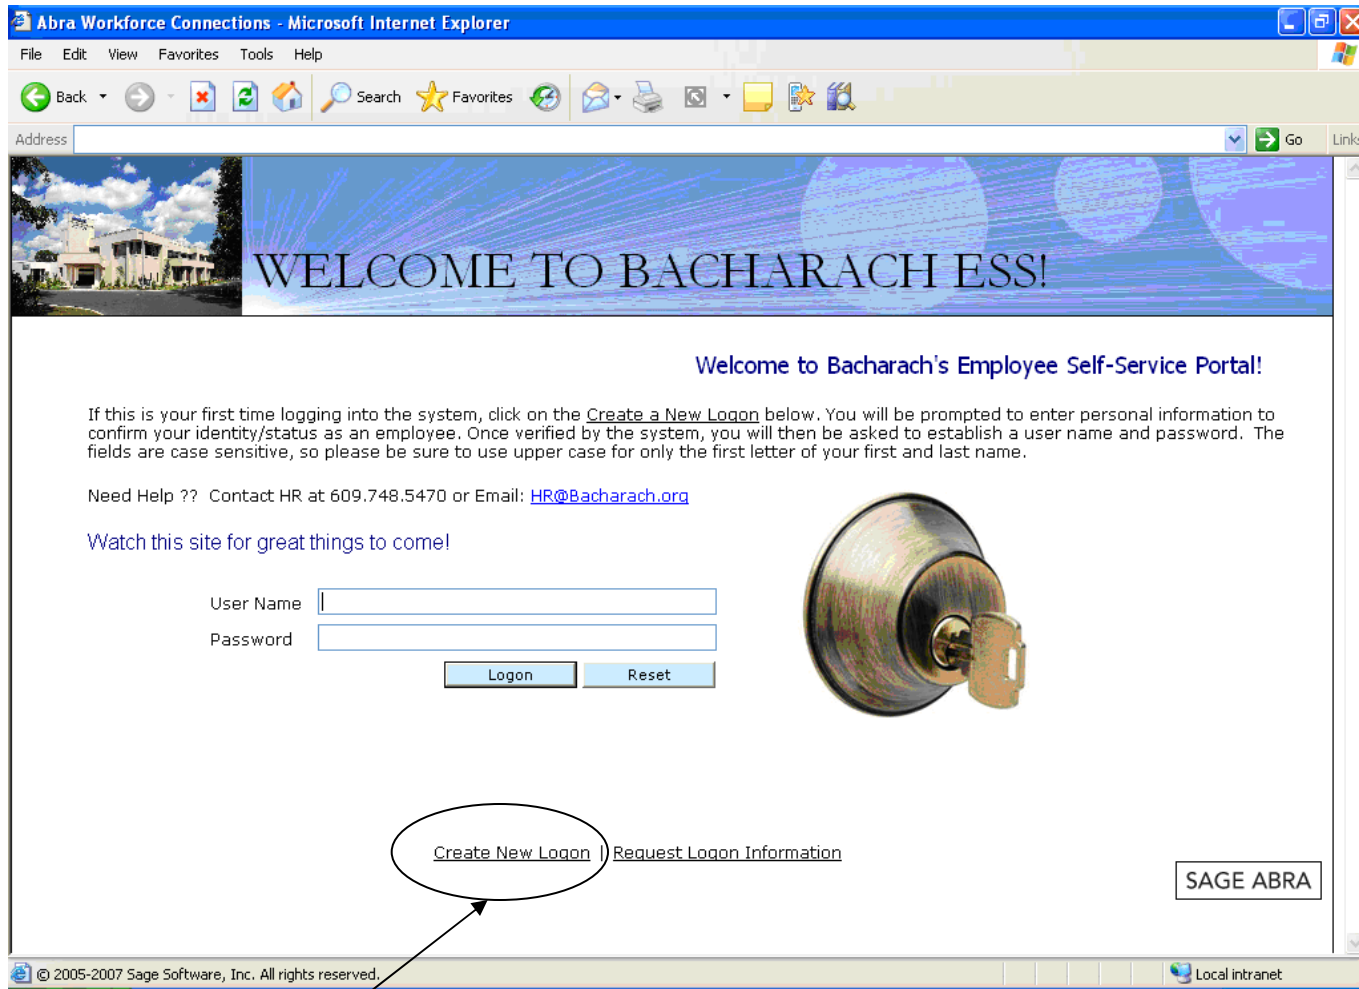 Abra Workforce Connections - Microsoft Internet Explorer
File Edit View Favorites Tools Help
Back Search Favorites
Address Go Links
WELCOME TO BACHARACH ESS!
Welcome to Bacharach's Employee Self-Service Portal!
If this is your first time logging into the system, click on the Create a New Logon below. You will be prompted to enter personal information to
confirm your identity/status as an employee. Once verified by the system, you will then be asked to establish a user name and password. The
fields are case sensitive, so please be sure to use upper case for only the first letter of your first and last name.
Need Help ?? Contact HR at 609.748.5470 or Email: HR@Bacharach.org
Watch this site for great things to come!
User Name
Password
Logon Reset
Create New Logon | Request Logon Information
SAGE ABRA
© 2005-2007 Sage Software, Inc. All rights reserved. Local intranet